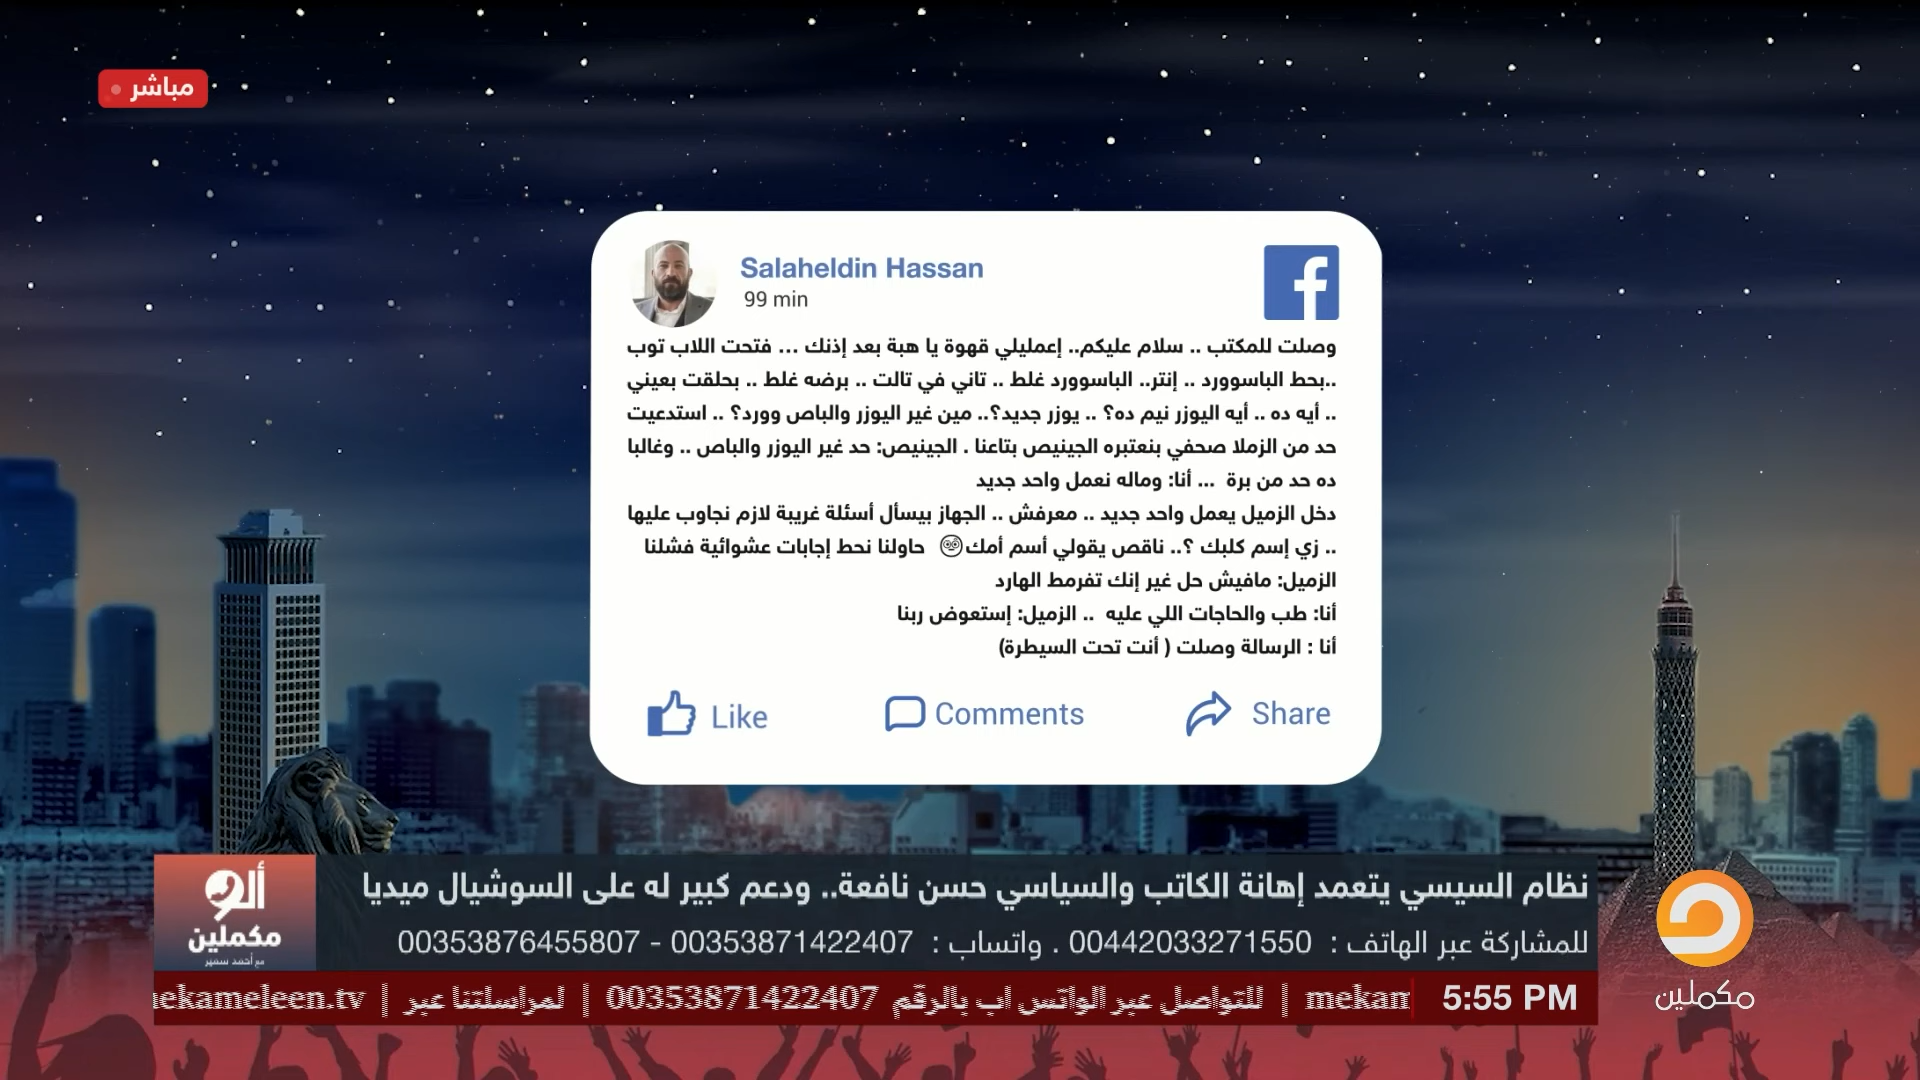 مباشر
Salaheldin Hassan
99 min
وصلت للمكتب .. سلام عليكم.. إعمليلي قهوة يا هبة بعد إذنك ... فتحت اللاب توب
..بحط الباسوورد .. إنتر.. الباسوورد غلط .. تاني في تالت .. برضه غلط .. بحلقت بعيني
.. أيه ده .. أيه اليوزر نيم ده؟ .. يوزر جديد؟.. مين غير اليوزر والباص وورد؟ .. استدعيت
حد من الزملا صحفي بنعتبره الجينيص بتاعنا . الجينيص: حد غير اليوزر والباص .. وغالبا
ده حد من برة ... أنا: وماله نعمل واحد جديد
دخل الزميل يعمل واحد جديد .. معرفش .. الجهاز بيسأل أسئلة غريبة لازم نجاوب عليها
.. زي إسم كلبك ؟.. ناقص يقولي أسم أمك😳 حاولنا نحط إجابات عشوائية فشلنا
الزميل: مافيش حل غير إنك تفرمط الهارد
أنا: طب والحاجات اللي عليه .. الزميل: إستعوض ربنا
أنا : الرسالة وصلت ( أنت تحت السيطرة)
Like
Comments
Share
ألو
مكملين
مع أحمد سمير
نظام السيسي يتعمد إهانة الكاتب والسياسي حسن نافعة.. ودعم كبير له على السوشيال ميديا
للمشاركة عبر الهاتف : 00442033271550 . واتساب : 00353871422407 - 00353876455807
mekam | للتواصل عبر الواتس اب بالرقم 00353871422407 | لمراسلتنا عبر | ekameleen.tv
5:55 PM
مكملين